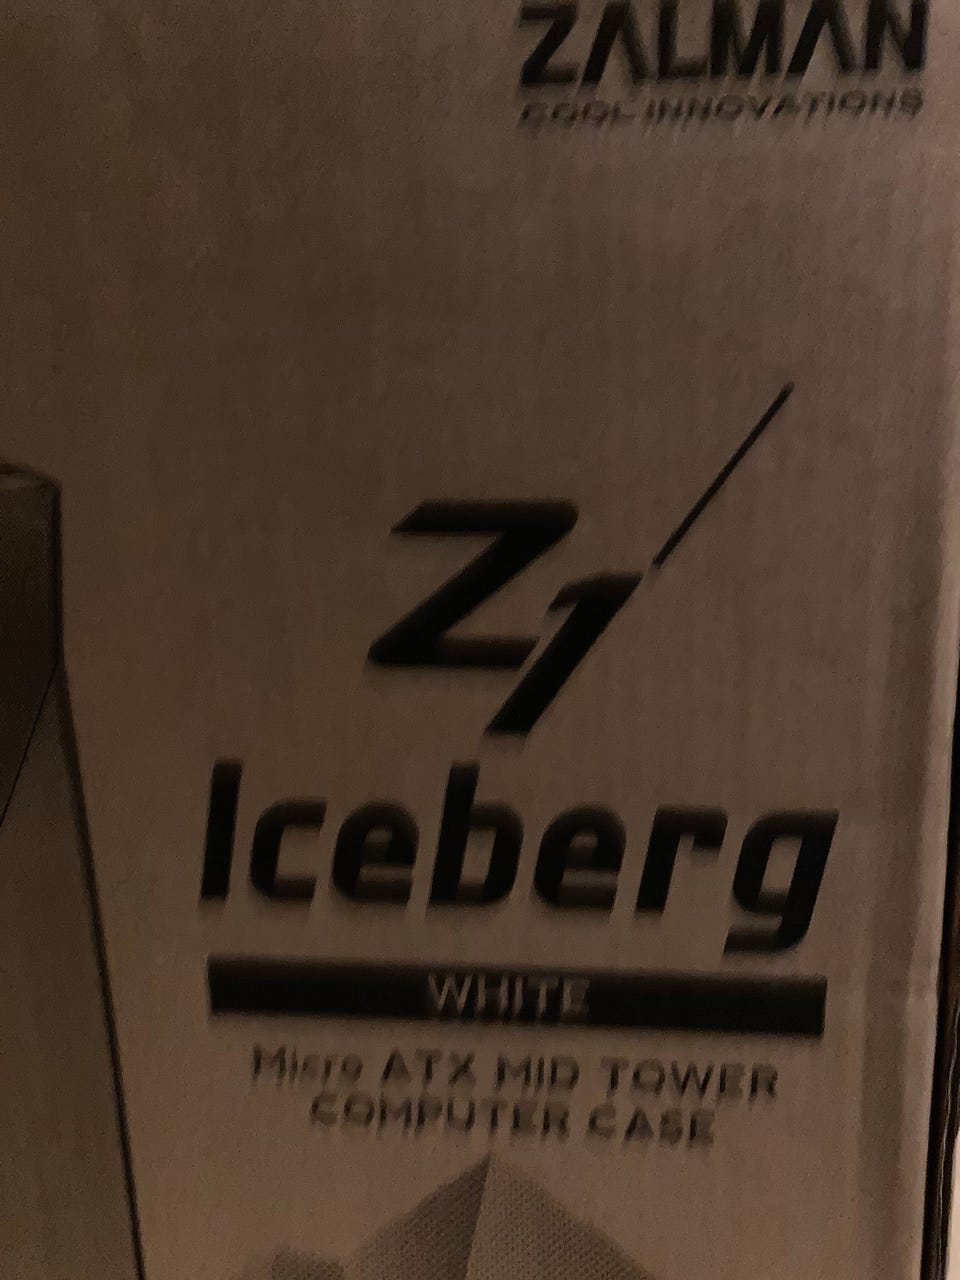 ZALMAN
COOL INNOVATIONS
Z1
Iceberg
WHITE
Micro ATX MID TOWER
COMPUTER CASE